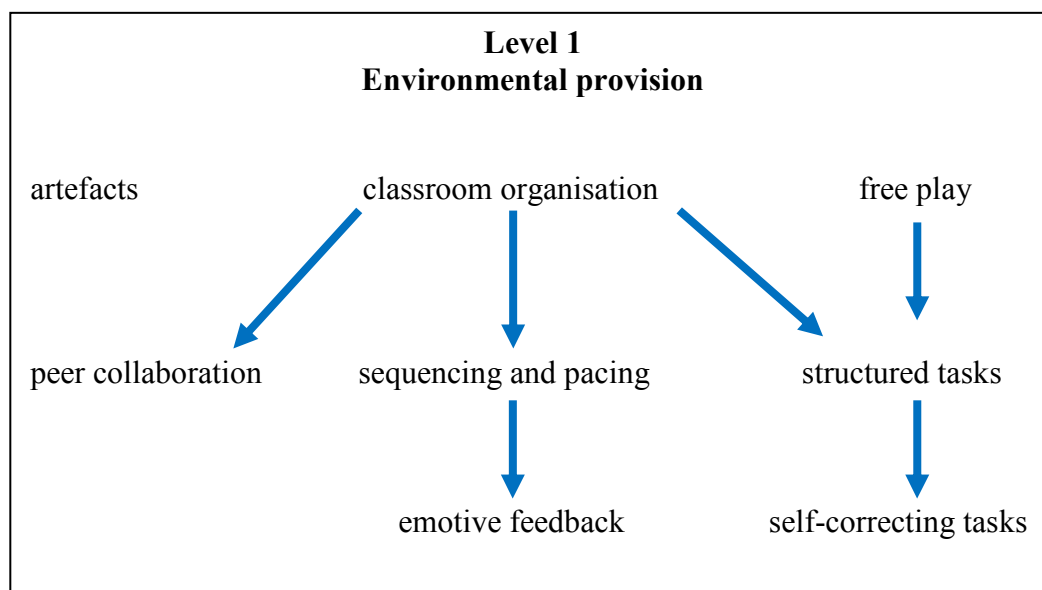 Level 1
Environmental provision
artefacts classroom organisation free play
peer collaboration sequencing and pacing structured tasks
emotive feedback self-correcting tasks